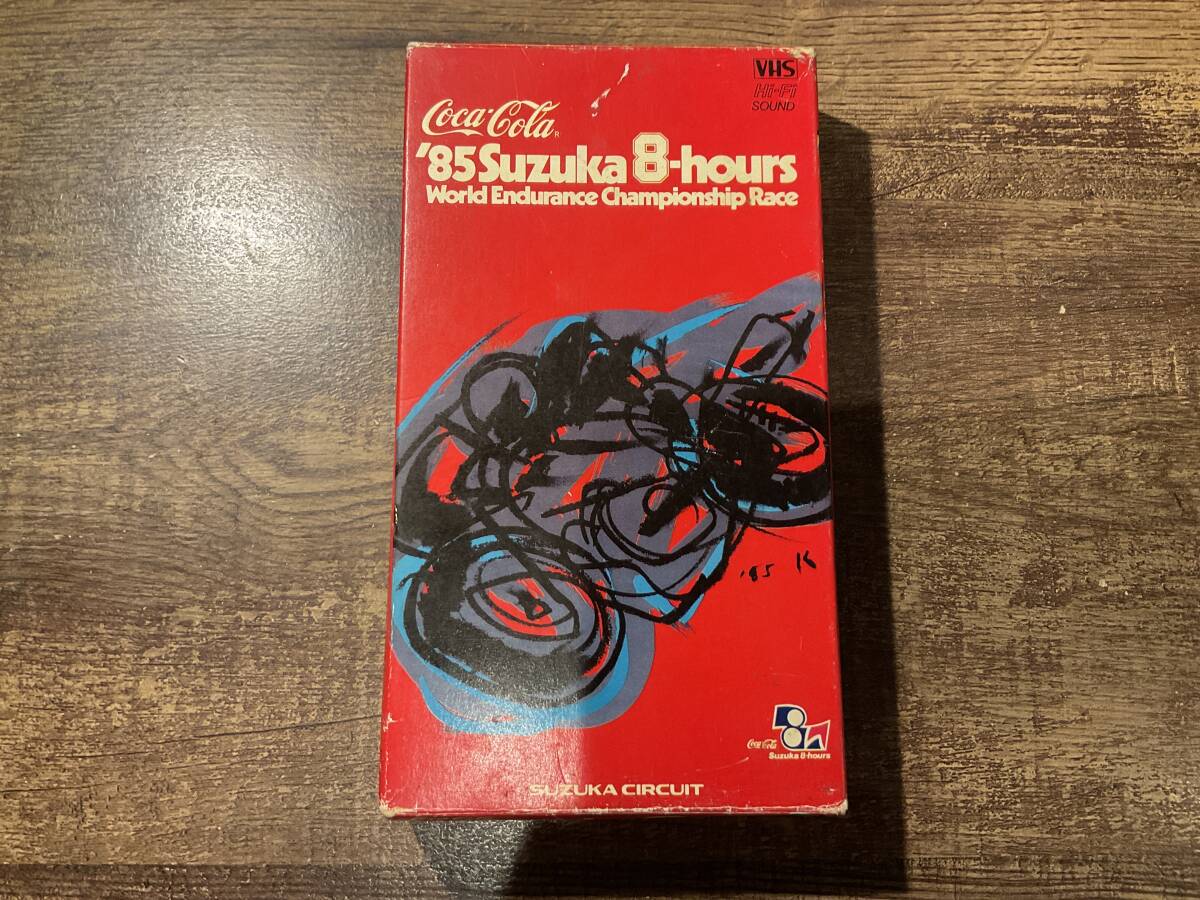 VHS
Hi-Fi
SOUND
Coca-Cola®
'85 Suzuka 8-hours
World Endurance Championship Race
'85 K
8h
Coca-Cola
Suzuka 8-hours
SUZUKA CIRCUIT